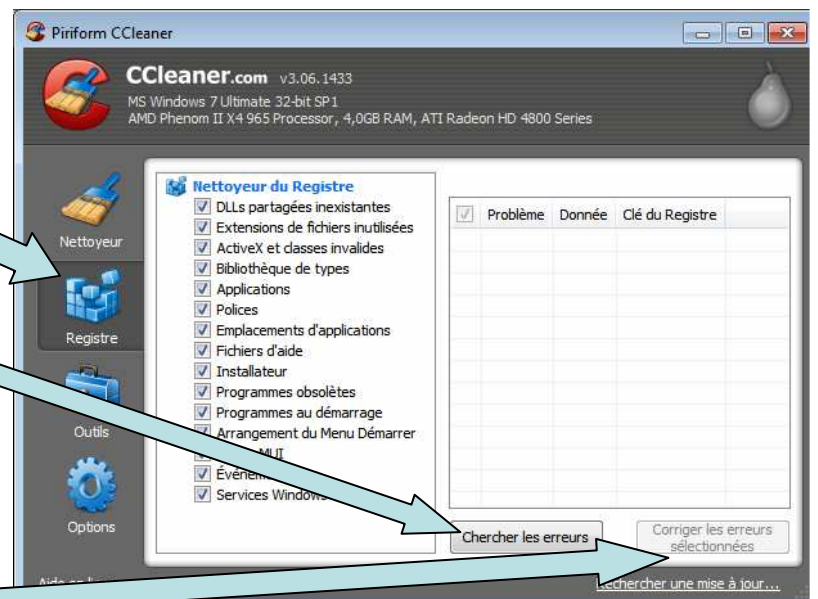 Piriform CCleaner
CCleaner.com v3.06.1433
MS Windows 7 Ultimate 32-bit SP1
AMD Phenom II X4 965 Processor, 4,0GB RAM, ATI Radeon HD 4800 Series
Nettoyeur
Registre
Outils
Options
Nettoyeur du Registre
DLLs partagées inexistantes
Extensions de fichiers inutilisées
ActiveX et classes invalides
Bibliothèque de types
Applications
Polices
Emplacements d'applications
Fichiers d'aide
Installateur
Programmes obsolètes
Programmes au démarrage
Arrangement du Menu Démarrer
MUI
Services Windows
Problème Donnée Clé du Registre
Chercher les erreurs
Corriger les erreurs
sélectionnées
une mise à jour...